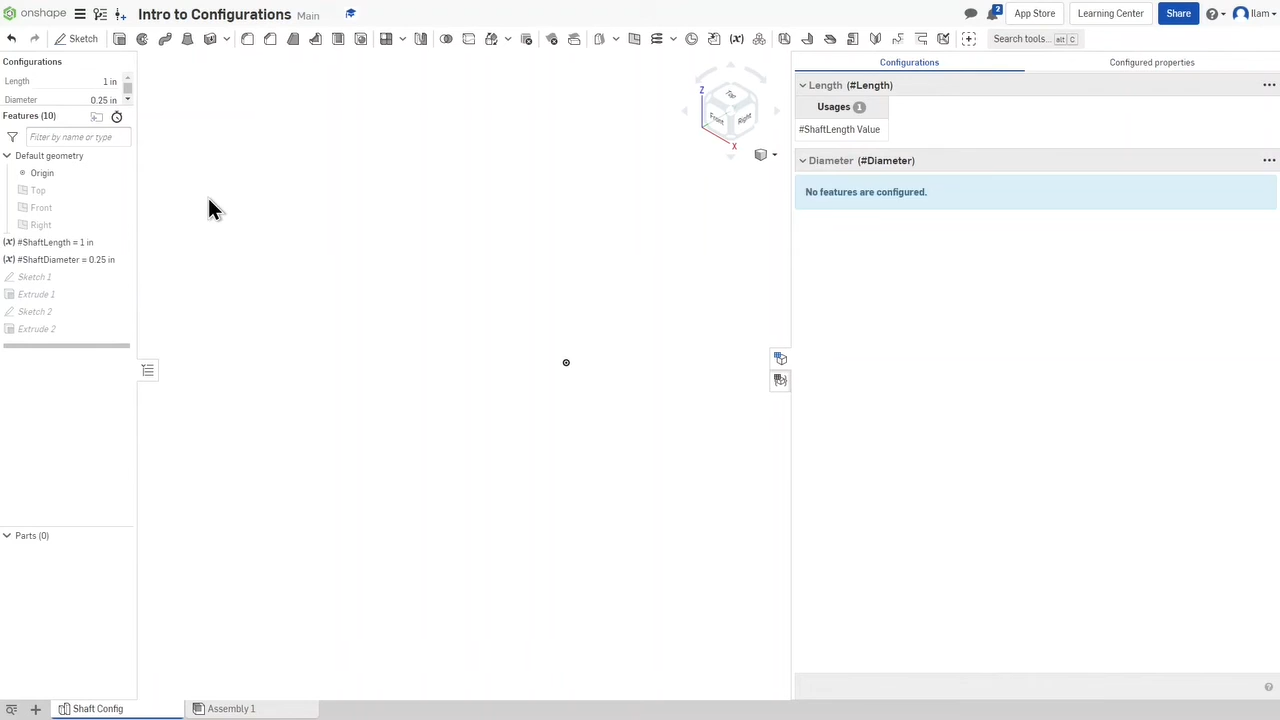 onshape
Intro to Configurations Main
2
App Store
Learning Center
Share
llam
Sketch
Search tools... alt C
Configurations
Length 1 in
Diameter 0.25 in
Features (10)
Filter by name or type
Default geometry
Origin
Top
Front
Right
(x) #ShaftLength = 1 in
(x) #ShaftDiameter = 0.25 in
Sketch 1
Extrude 1
Sketch 2
Extrude 2
Parts (0)
Z
Top
Front
Right
X
Configurations
Configured properties
Length (#Length)
Usages 1
#ShaftLength Value
Diameter (#Diameter)
No features are configured.
Shaft Config
Assembly 1